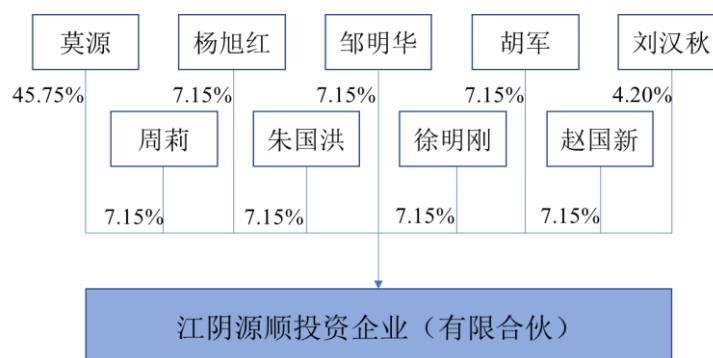 莫源
杨旭红
邹明华
胡军
刘汉秋
45.75%
7.15%
7.15%
7.15%
4.20%
周莉
朱国洪
徐明刚
赵国新
7.15%
7.15%
7.15%
7.15%
江阴源顺投资企业（有限合伙）